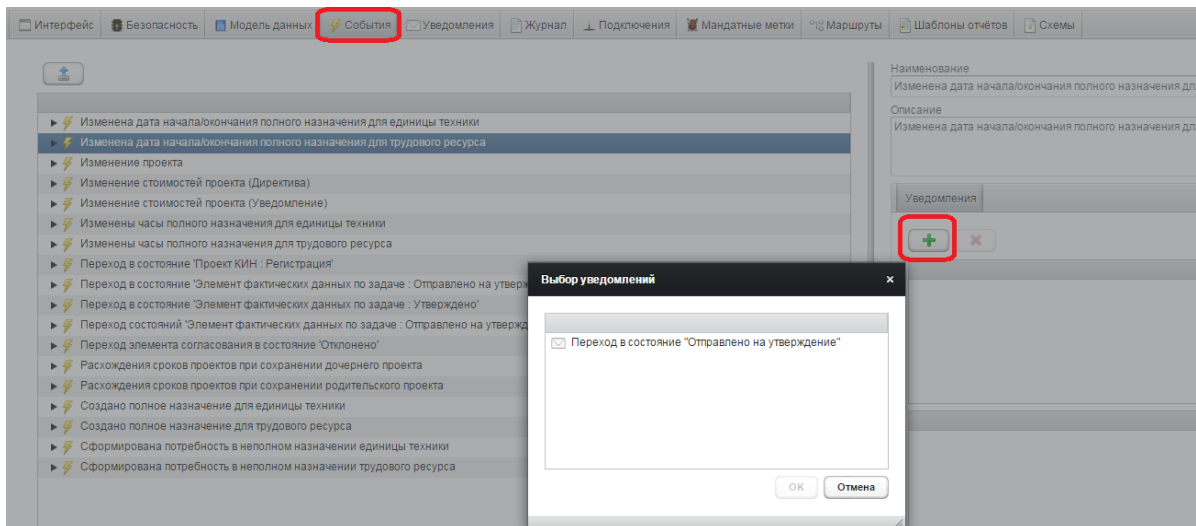 Интерфейс Безопасность Модель данных События Уведомления Журнал Подключения Мандатные метки Маршруты Шаблоны отчётов Схемы
Наименование
Изменена дата начала/окончания полного назначения дл
Описание
Изменена дата начала/окончания полного назначения дл
Изменена дата начала/окончания полного назначения для единицы техники
Изменена дата начала/окончания полного назначения для трудового ресурса
Изменение проекта
Изменение стоимостей проекта (Директива)
Изменение стоимостей проекта (Уведомление)
Изменены часы полного назначения для единицы техники
Изменены часы полного назначения для трудового ресурса
Переход в состояние 'Проект КИН : Регистрация'
Переход в состояние 'Элемент фактических данных по задаче : Отправлено на утверж
Переход в состояние 'Элемент фактических данных по задаче : Утверждено'
Переход состояний 'Элемент фактических данных по задаче : Отправлено на утвержд
Переход элемента согласования в состояние 'Отклонено'
Расхождения сроков проектов при сохранении дочернего проекта
Расхождения сроков проектов при сохранении родительского проекта
Создано полное назначение для единицы техники
Создано полное назначение для трудового ресурса
Сформирована потребность в неполном назначении единицы техники
Сформирована потребность в неполном назначении трудового ресурса
Уведомления
Выбор уведомлений
Переход в состояние "Отправлено на утверждение"
OK Отмена